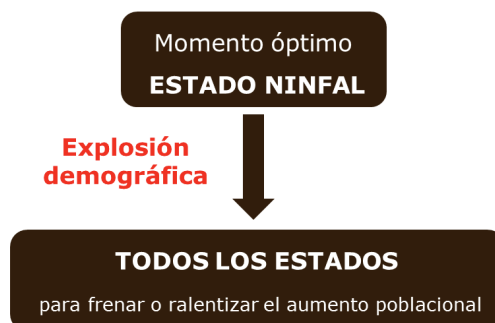 Momento óptimo
ESTADO NINFAL
Explosión
demográfica
TODOS LOS ESTADOS
para frenar o ralentizar el aumento poblacional